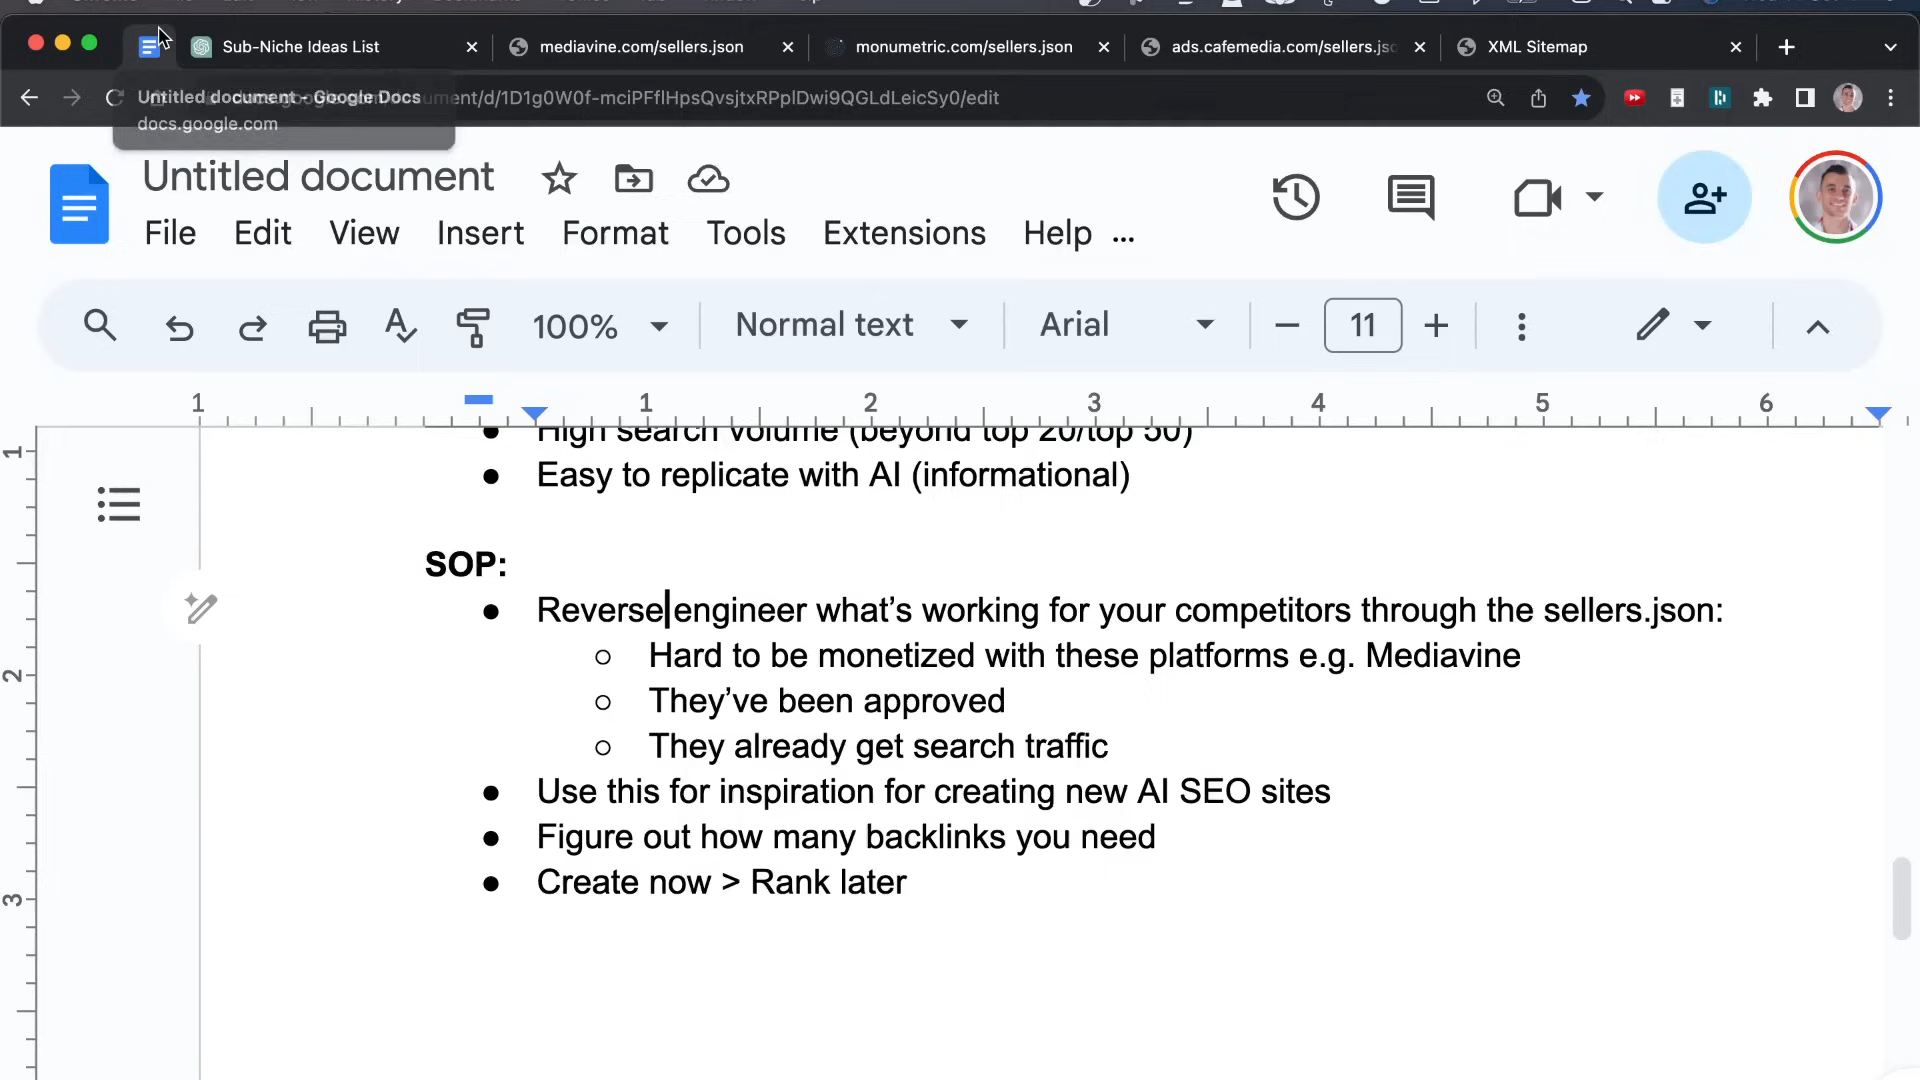 Sub-Niche Ideas List
mediavine.com/sellers.json
monumetric.com/sellers.json
ads.cafemedia.com/sellers.js
XML Sitemap
Untitled document - Google Docs
ument/d/1D1g0W0f-mciPFflHpsQvsjtxRPplDwi9QGLdLeicSy0/edit
docs.google.com
Untitled document
File Edit View Insert Format Tools Extensions Help ...
100% Normal text Arial 11
1 1 2 3 4 5 6
High search volume (beyond top 20/top 50)
1
● Easy to replicate with AI (informational)
SOP:
● Reverse engineer what’s working for your competitors through the sellers.json:
○ Hard to be monetized with these platforms e.g. Mediavine
2
○ They’ve been approved
○ They already get search traffic
● Use this for inspiration for creating new AI SEO sites
● Figure out how many backlinks you need
● Create now > Rank later
3